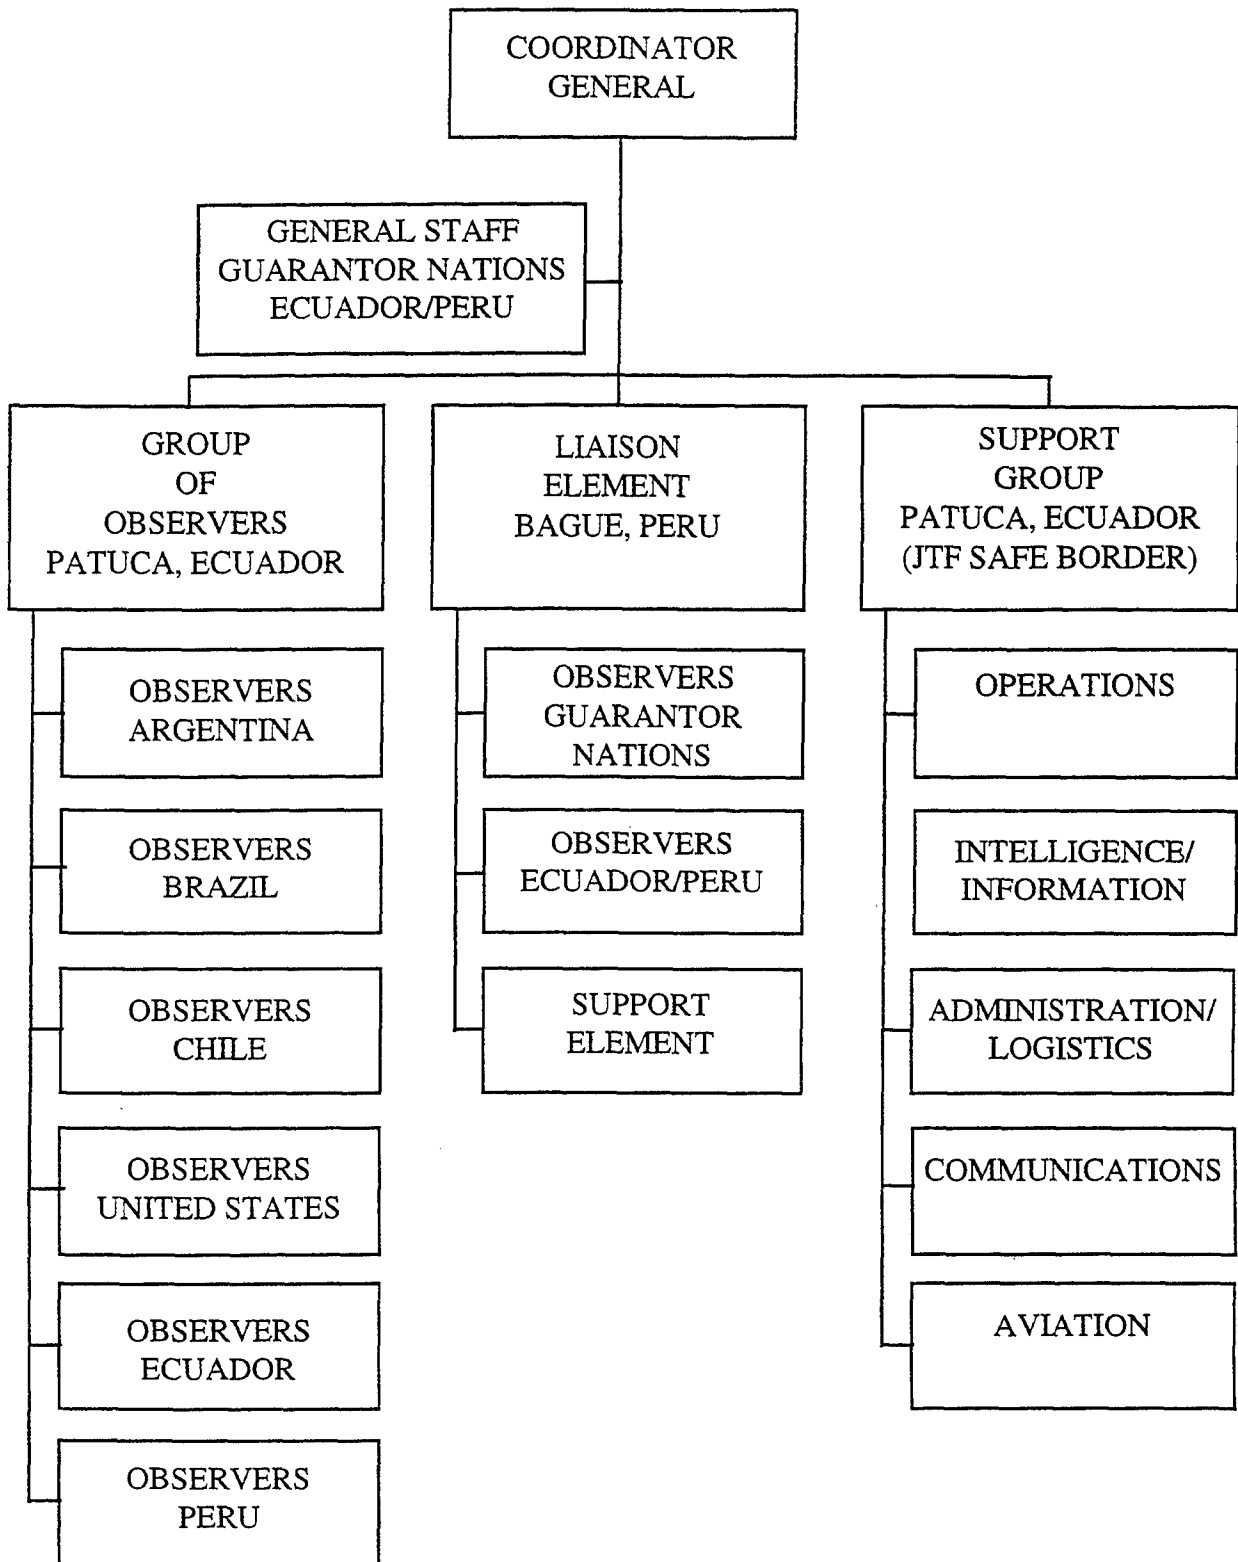 COORDINATOR
GENERAL
GENERAL STAFF
GUARANTOR NATIONS
ECUADOR/PERU
GROUP
OF
OBSERVERS
PATUCA, ECUADOR
LIAISON
ELEMENT
BAGUE, PERU
SUPPORT
GROUP
PATUCA, ECUADOR
(JTF SAFE BORDER)
OBSERVERS
ARGENTINA
OBSERVERS
BRAZIL
OBSERVERS
CHILE
OBSERVERS
UNITED STATES
OBSERVERS
ECUADOR
OBSERVERS
PERU
OBSERVERS
GUARANTOR
NATIONS
OBSERVERS
ECUADOR/PERU
SUPPORT
ELEMENT
OPERATIONS
INTELLIGENCE/
INFORMATION
ADMINISTRATION/
LOGISTICS
COMMUNICATIONS
AVIATION